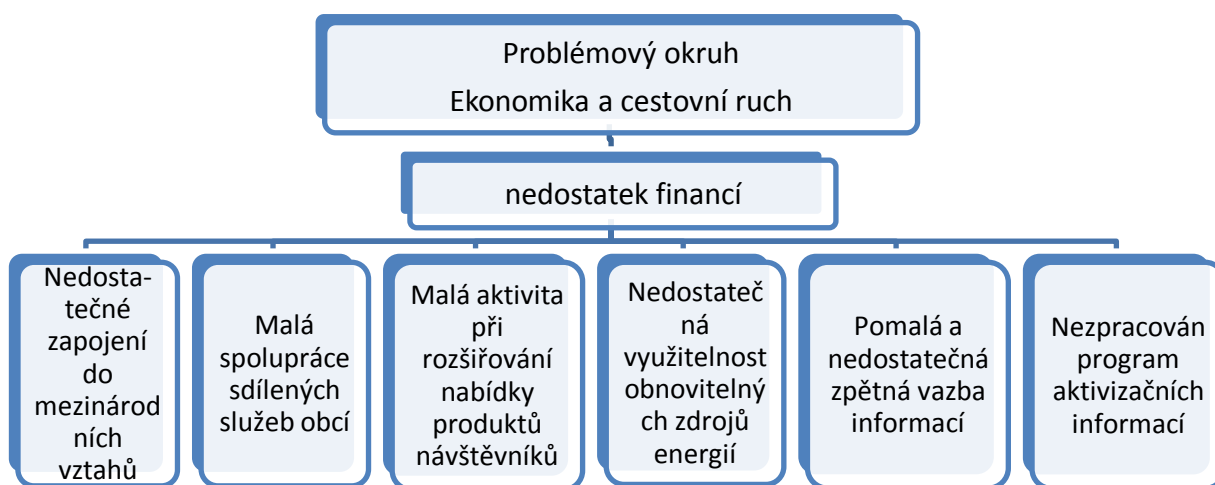 Problémový okruh
Ekonomika a cestovní ruch
nedostatek financí
Nedosta-
tečné
zapojení
do
mezinárod
ních
vztahů
Malá
spolupráce
sdílených
služeb obcí
Malá aktivita
při
rozšiřování
nabídky
produktů
návštěvníků
Nedostateč
ná
využitelnost
obnovitelný
ch zdrojů
energií
Pomalá a
nedostatečná
zpětná vazba
informací
Nezpracován
program
aktivizačních
informací